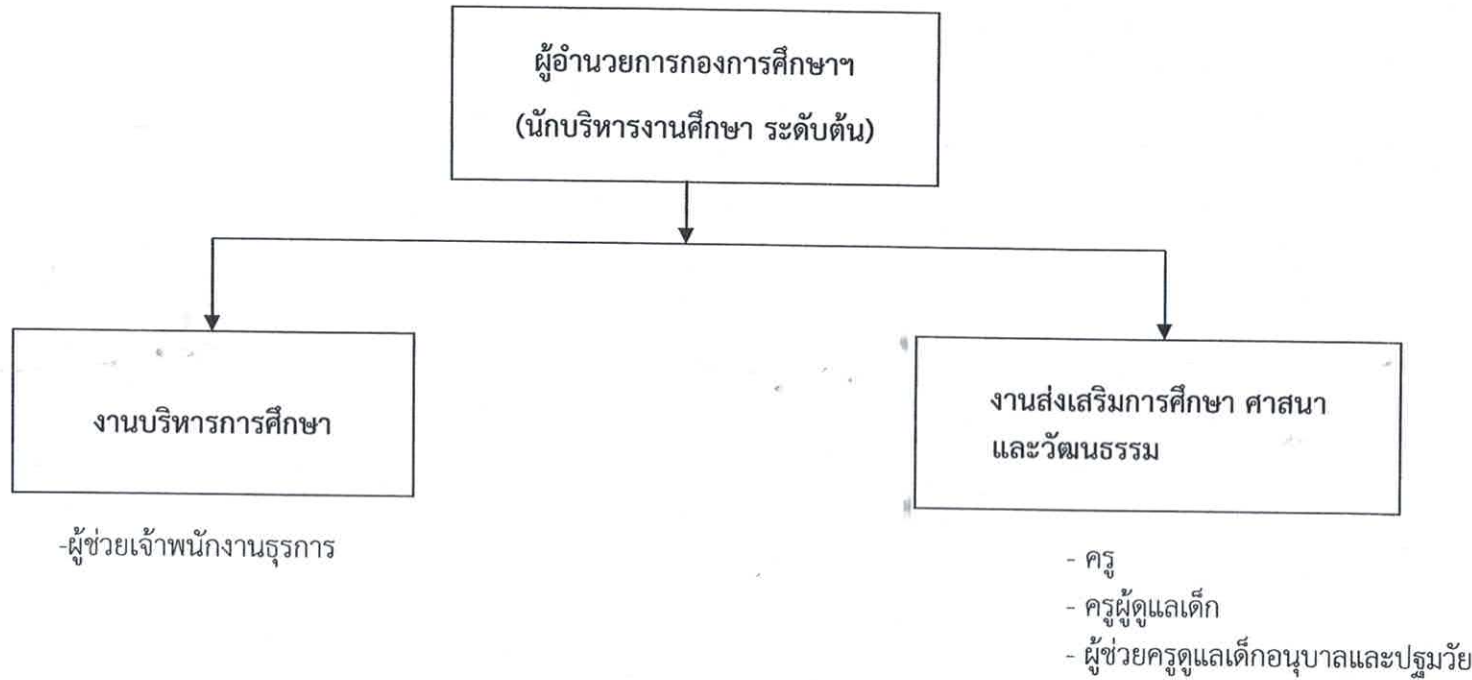 ผู้อำนวยการกองการศึกษาฯ
(นักบริหารงานศึกษา ระดับต้น)
งานบริหารการศึกษา
-ผู้ช่วยเจ้าพนักงานธุรการ
งานส่งเสริมการศึกษา ศาสนา
และวัฒนธรรม
- ครู
- ครูผู้ดูแลเด็ก
- ผู้ช่วยครูดูแลเด็กอนุบาลและปฐมวัย